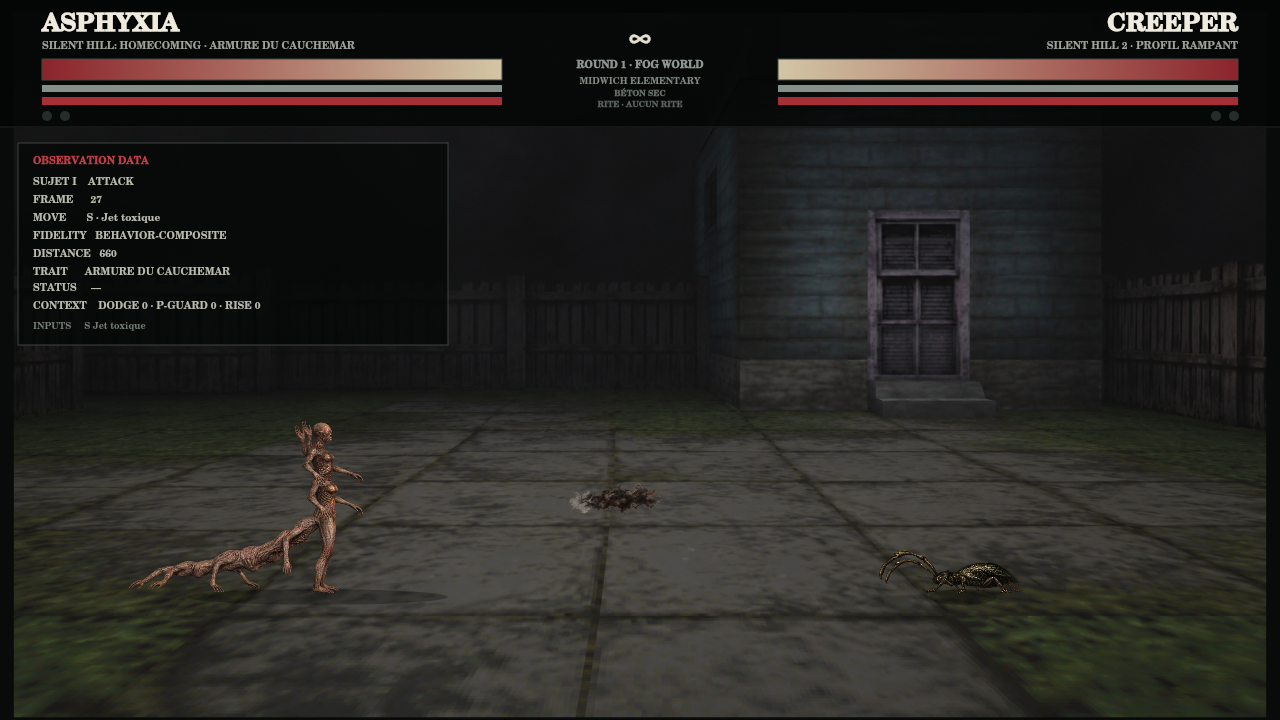 ASPHYXIA
SILENT HILL: HOMECOMING · ARMURE DU CAUCHEMAR
∞
ROUND 1 · FOG WORLD
MIDWICH ELEMENTARY
BÉTON SEC
RITE · AUCUN RITE
CREEPER
SILENT HILL 2 · PROFIL RAMPANT
OBSERVATION DATA
SUJET I ATTACK
FRAME 27
MOVE S · Jet toxique
FIDELITY BEHAVIOR-COMPOSITE
DISTANCE 660
TRAIT ARMURE DU CAUCHEMAR
STATUS —
CONTEXT DODGE 0 · P-GUARD 0 · RISE 0
INPUTS S Jet toxique